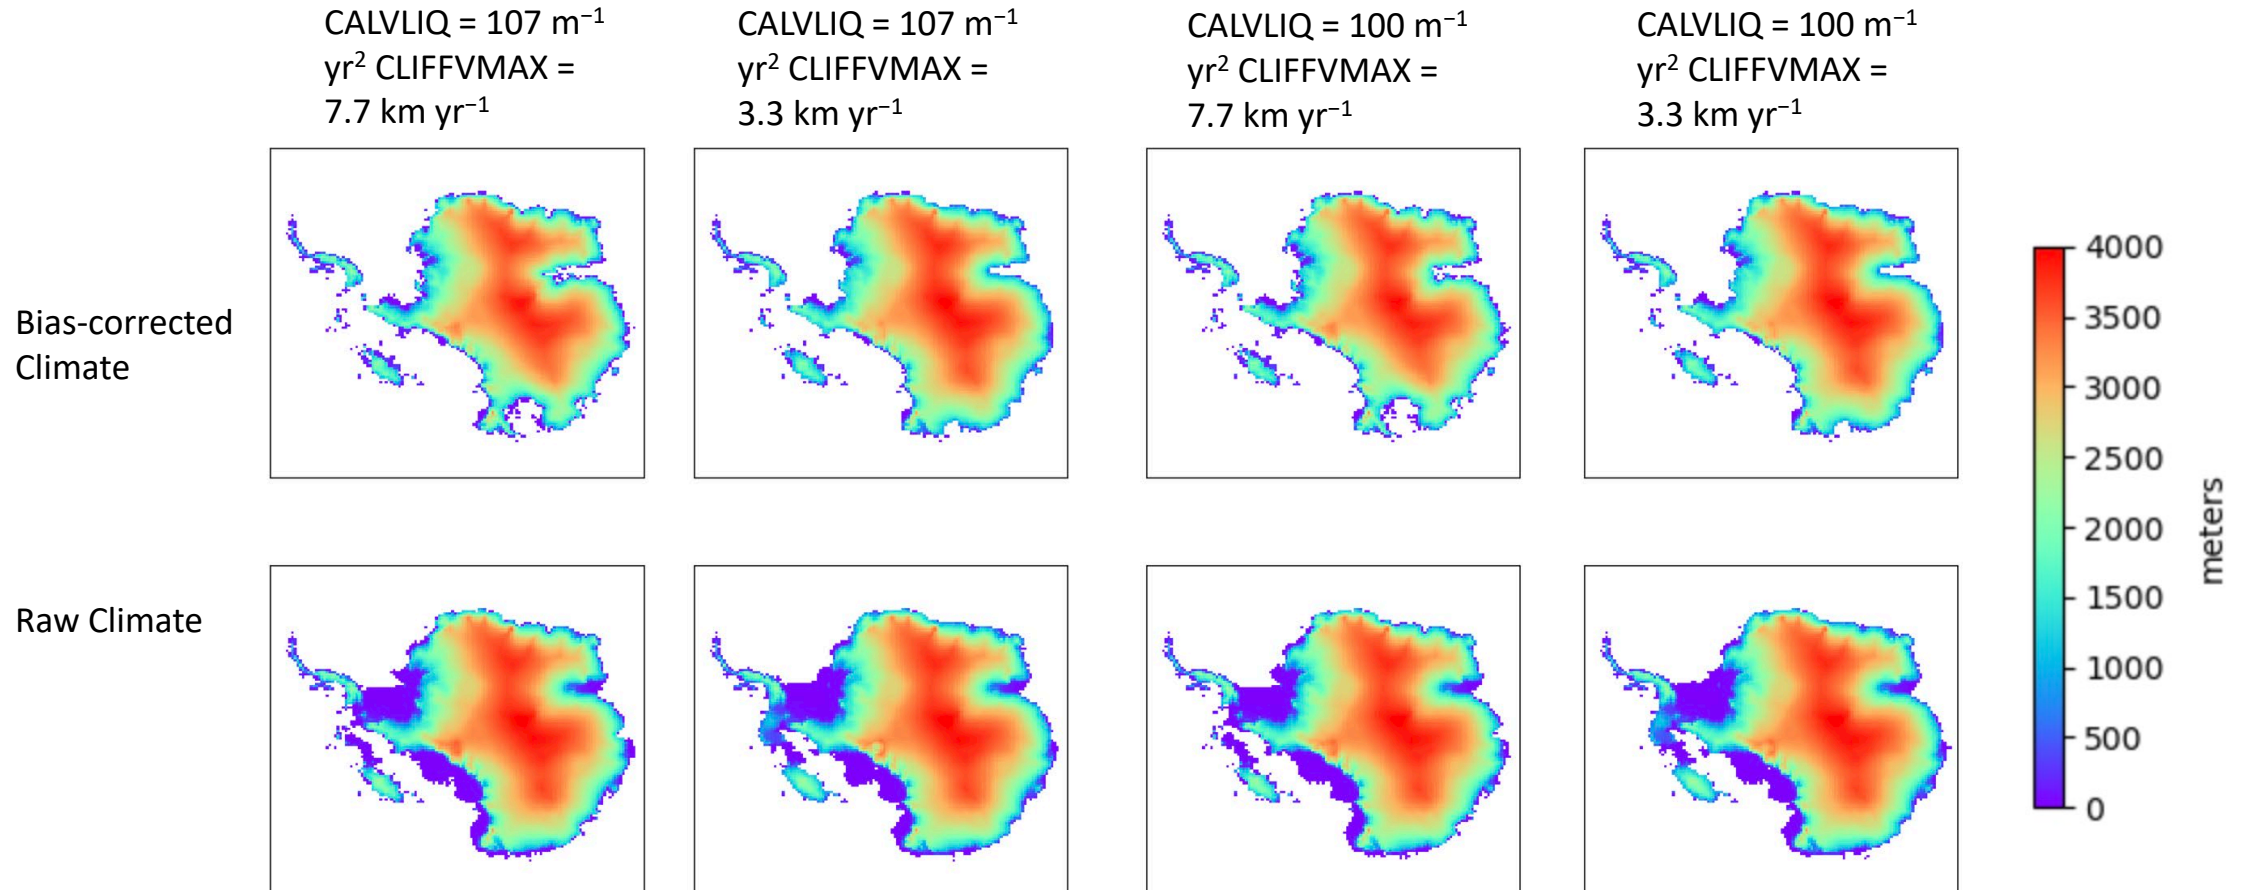 CALVLIQ = 107 m⁻¹
yr² CLIFFVMAX =
7.7 km yr⁻¹
CALVLIQ = 107 m⁻¹
yr² CLIFFVMAX =
3.3 km yr⁻¹
CALVLIQ = 100 m⁻¹
yr² CLIFFVMAX =
7.7 km yr⁻¹
CALVLIQ = 100 m⁻¹
yr² CLIFFVMAX =
3.3 km yr⁻¹
Bias-corrected
Climate
Raw Climate
4000
3500
3000
2500
2000
1500
1000
500
0
meters